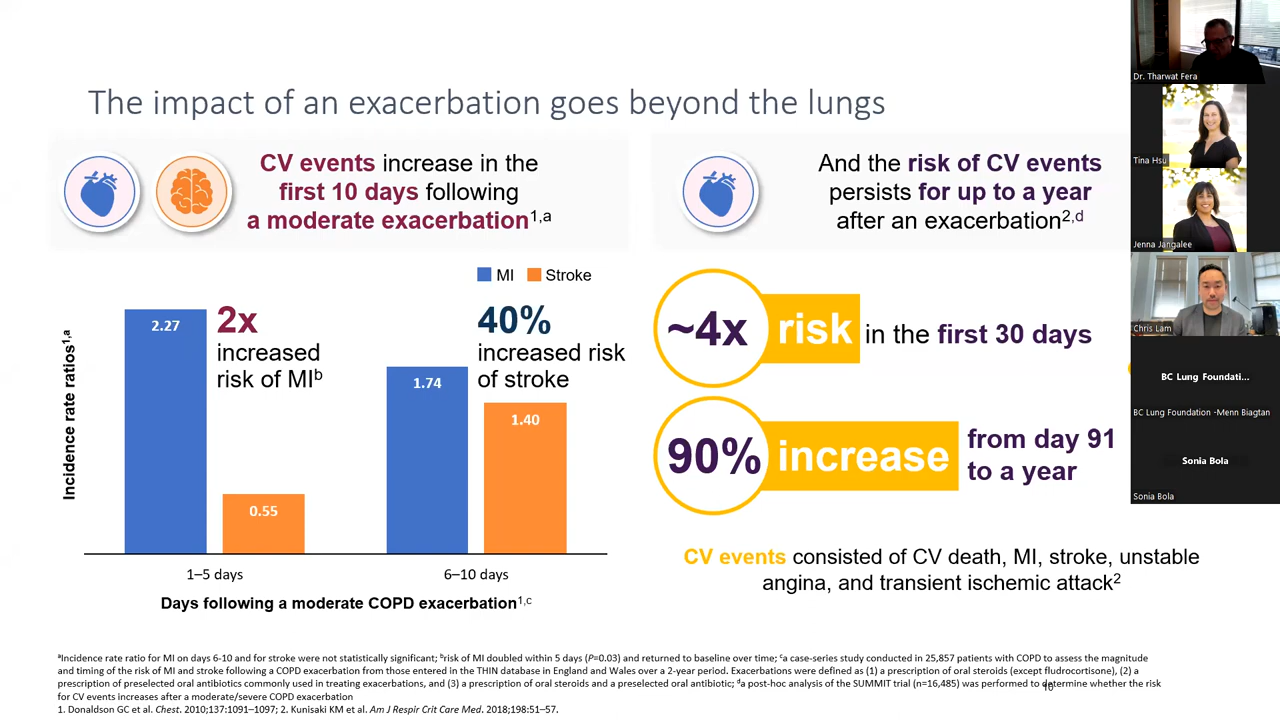 The impact of an exacerbation goes beyond the lungs
CV events increase in the
first 10 days following
a moderate exacerbation1,a
MI
Stroke
Incidence rate ratios1,a
2.27
2x
increased
risk of MIb
0.55
40%
increased risk
of stroke
1.74
1.40
1–5 days
6–10 days
Days following a moderate COPD exacerbation1,c
And the risk of CV events
persists for up to a year
after an exacerbation2,d
~4x risk in the first 30 days
90% increase from day 91
to a year
CV events consisted of CV death, MI, stroke, unstable
angina, and transient ischemic attack2
aIncidence rate ratio for MI on days 6-10 and for stroke were not statistically significant; brisk of MI doubled within 5 days (P=0.03) and returned to baseline over time; ca case-series study conducted in 25,857 patients with COPD to assess the magnitude
and timing of the risk of MI and stroke following a COPD exacerbation from those entered in the THIN database in England and Wales over a 2-year period. Exacerbations were defined as (1) a prescription of oral steroids (except fludrocortisone), (2) a
prescription of preselected oral antibiotics commonly used in treating exacerbations, and (3) a prescription of oral steroids and a preselected oral antibiotic; da post-hoc analysis of the SUMMIT trial (n=16,485) was performed to determine whether the risk
for CV events increases after a moderate/severe COPD exacerbation
1. Donaldson GC et al. Chest. 2010;137:1091–1097; 2. Kunisaki KM et al. Am J Respir Crit Care Med. 2018;198:51–57.
Dr. Tharwat Fera
Tina Hsu
Jenna Jangalee
Chris Lam
BC Lung Foundati...
BC Lung Foundation -Menn Biagtan
Sonia Bola
Sonia Bola